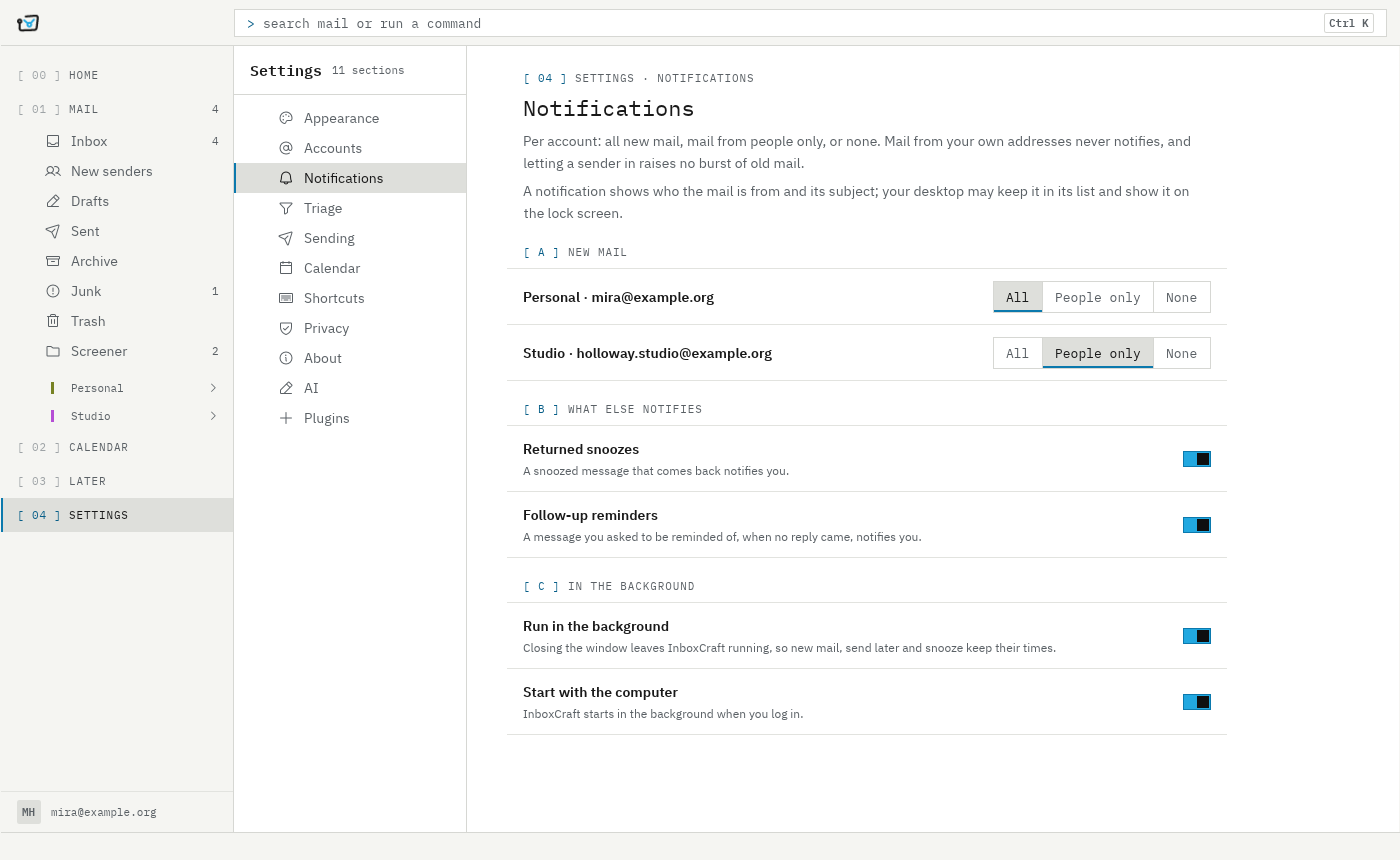 > search mail or run a command
Ctrl K
[ 00 ] HOME
[ 01 ] MAIL 4
Inbox 4
New senders
Drafts
Sent
Archive
Junk 1
Trash
Screener 2
Personal
Studio
[ 02 ] CALENDAR
[ 03 ] LATER
[ 04 ] SETTINGS
MH mira@example.org
Settings 11 sections
Appearance
Accounts
Notifications
Triage
Sending
Calendar
Shortcuts
Privacy
About
AI
Plugins
[ 04 ] SETTINGS · NOTIFICATIONS
Notifications
Per account: all new mail, mail from people only, or none. Mail from your own addresses never notifies, and
letting a sender in raises no burst of old mail.
A notification shows who the mail is from and its subject; your desktop may keep it in its list and show it on
the lock screen.
[ A ] NEW MAIL
Personal · mira@example.org All People only None
Studio · holloway.studio@example.org All People only None
[ B ] WHAT ELSE NOTIFIES
Returned snoozes
A snoozed message that comes back notifies you.
Follow-up reminders
A message you asked to be reminded of, when no reply came, notifies you.
[ C ] IN THE BACKGROUND
Run in the background
Closing the window leaves InboxCraft running, so new mail, send later and snooze keep their times.
Start with the computer
InboxCraft starts in the background when you log in.